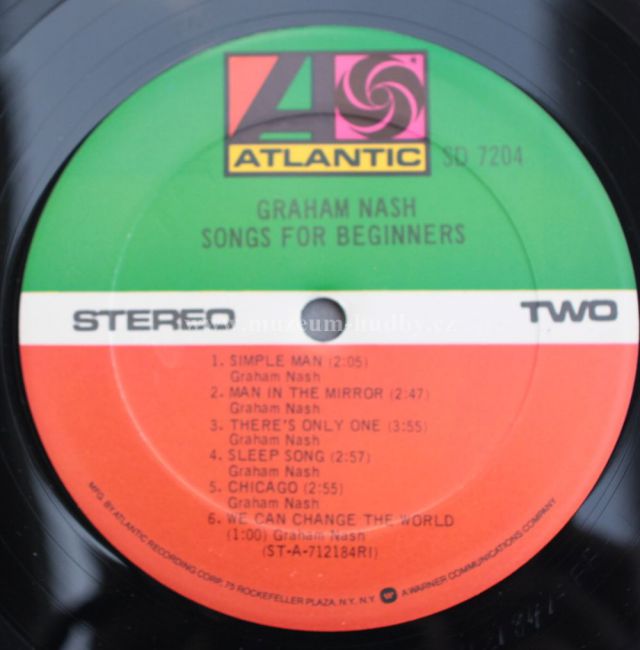 ATLANTIC
SD 7204
GRAHAM NASH
SONGS FOR BEGINNERS
STEREO
TWO
www.muzeum-hudby.cz
1. SIMPLE MAN (2:05)
Graham Nash
2. MAN IN THE MIRROR (2:47)
Graham Nash
3. THERE'S ONLY ONE (3:55)
Graham Nash
4. SLEEP SONG (2:57)
Graham Nash
5. CHICAGO (2:55)
Graham Nash
6. WE CAN CHANGE THE WORLD
(1:00) Graham Nash
(ST-A-712184RI)
MFG. BY ATLANTIC RECORDING CORP., 75 ROCKEFELLER PLAZA, N.Y., N.Y. A WARNER COMMUNICATIONS COMPANY